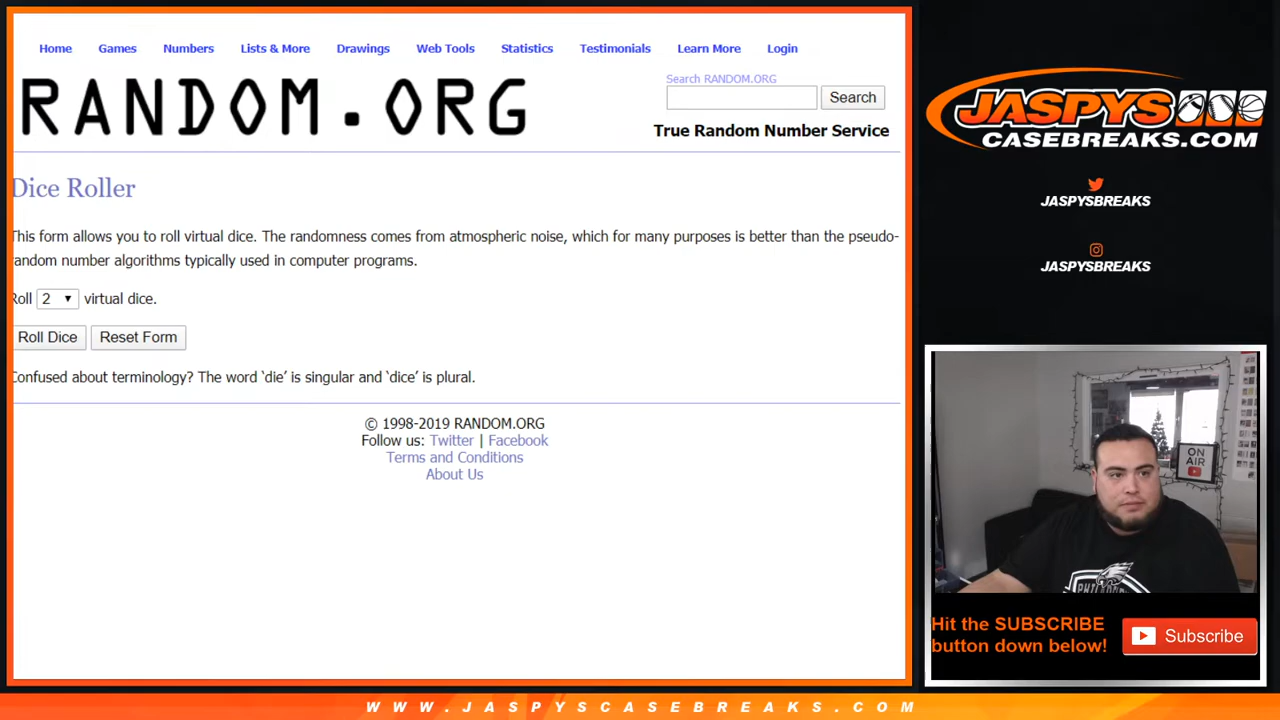 Home Games Numbers Lists & More Drawings Web Tools Statistics Testimonials Learn More Login
RANDOM.ORG
Search RANDOM.ORG
Search
True Random Number Service
Dice Roller
This form allows you to roll virtual dice. The randomness comes from atmospheric noise, which for many purposes is better than the pseudo-
random number algorithms typically used in computer programs.
Roll 2 virtual dice.
Roll Dice Reset Form
Confused about terminology? The word ‘die’ is singular and ‘dice’ is plural.
© 1998-2019 RANDOM.ORG
Follow us: Twitter | Facebook
Terms and Conditions
About Us
JASPYS
CASEBREAKS.COM
JASPYSBREAKS
JASPYSBREAKS
ON
AIR
Hit the SUBSCRIBE
button down below!
Subscribe
WWW.JASPYSCASEBREAKS.COM